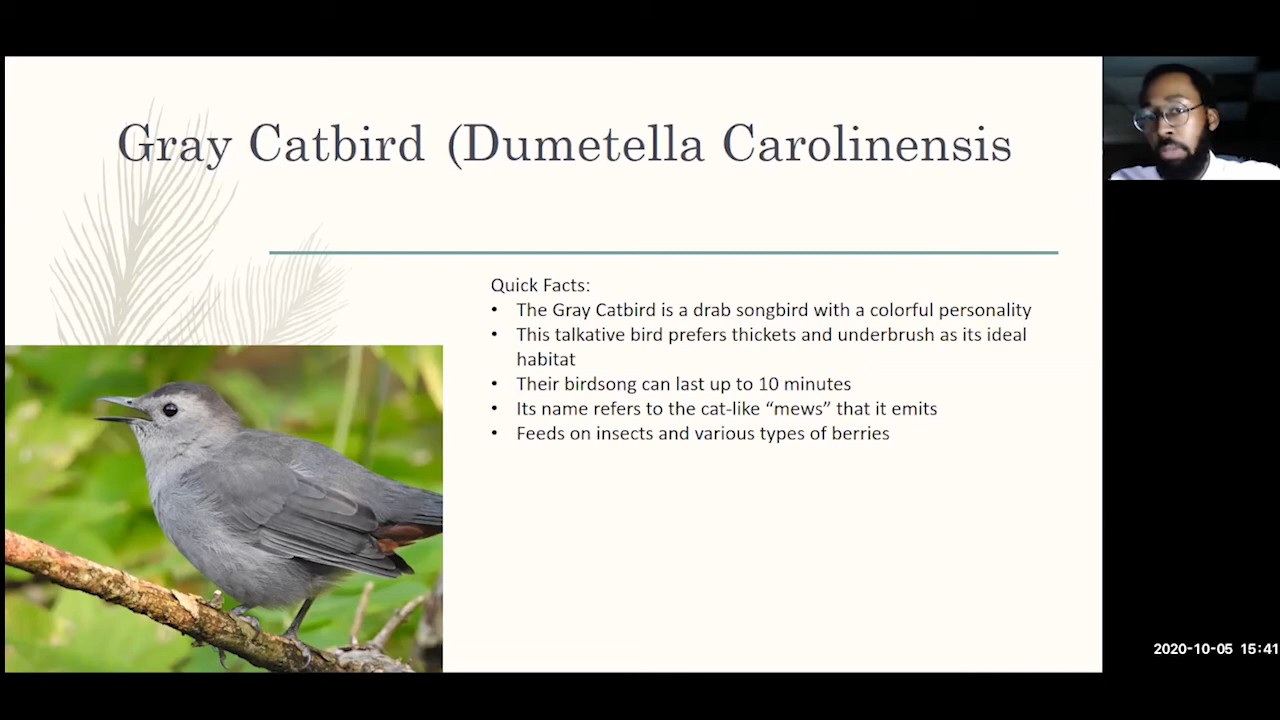 Gray Catbird (Dumetella Carolinensis
Quick Facts:
• The Gray Catbird is a drab songbird with a colorful personality
• This talkative bird prefers thickets and underbrush as its ideal
habitat
• Their birdsong can last up to 10 minutes
• Its name refers to the cat-like “mews” that it emits
• Feeds on insects and various types of berries
2020-10-05 15:41